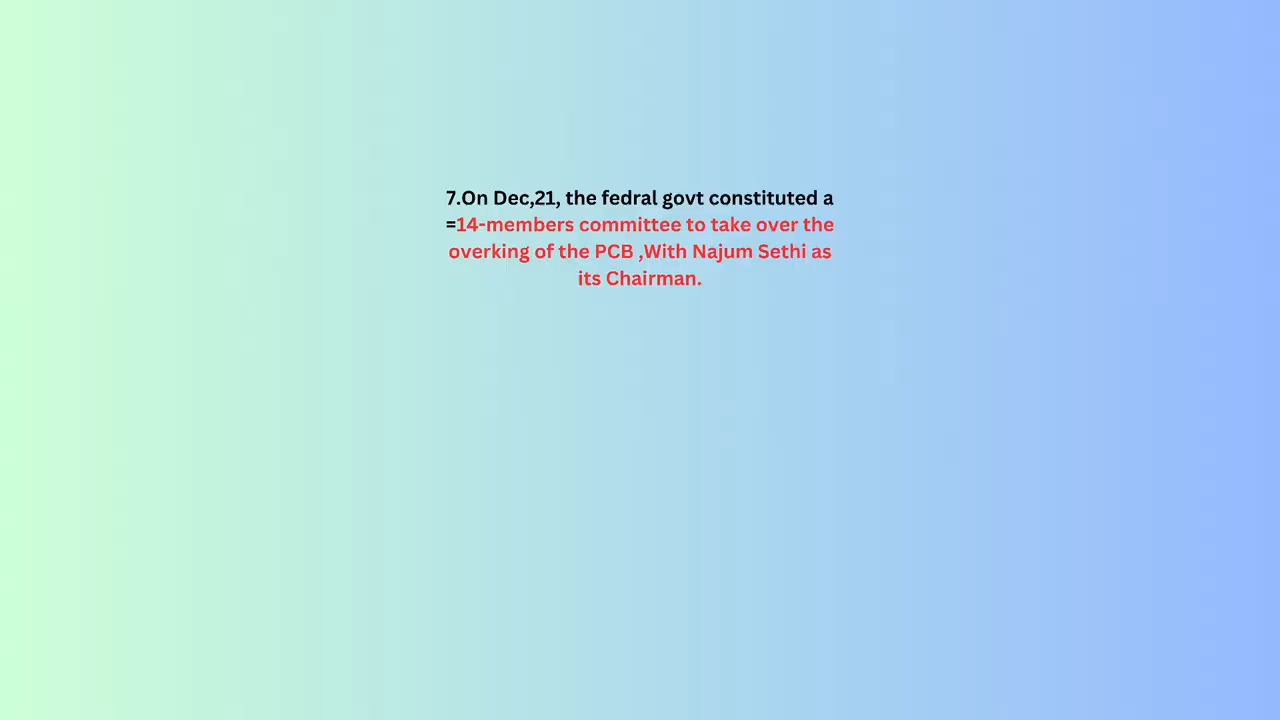 7.On Dec,21, the fedral govt constituted a
=14-members committee to take over the
overking of the PCB ,With Najum Sethi as
its Chairman.